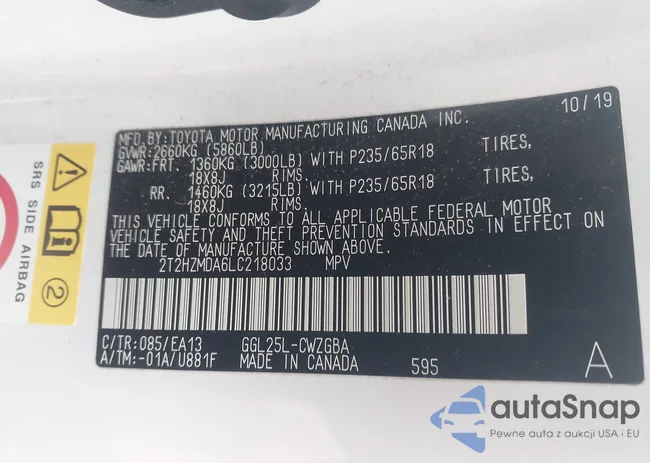 10/19
MFD.BY:TOYOTA MOTOR MANUFACTURING CANADA INC.
GVWR:2660KG (5860LB)
GAWR:FRT. 1360KG (3000LB) WITH P235/65R18 TIRES,
18X8J RIMS.
RR. 1460KG (3215LB) WITH P235/65R18 TIRES,
18X8J RIMS.
THIS VEHICLE CONFORMS TO ALL APPLICABLE FEDERAL MOTOR
VEHICLE SAFETY AND THEFT PREVENTION STANDARDS IN EFFECT ON
THE DATE OF MANUFACTURE SHOWN ABOVE.
2T2HZMDA6LC218033 MPV
C/TR: 085/EA13 GGL25L-CWZGBA
A/TM: -01A/U881F MADE IN CANADA 595 A
SRS SIDE AIRBAG
2
autoSnap
Pewne auta z aukcji USA i EU